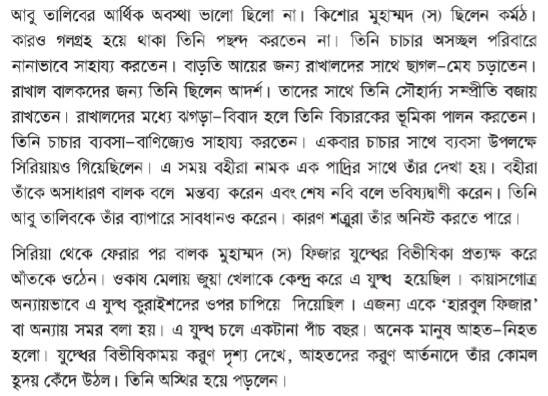 আবু তালিবের আর্থিক অবস্থা ভালো ছিলো না। কিশোর মুহাম্মদ (স) ছিলেন কর্মঠ।
কারও গলগ্রহ হয়ে থাকা তিনি পছন্দ করতেন না। তিনি চাচার অসচ্ছল পরিবারে
নানাভাবে সাহায্য করতেন। বাড়তি আয়ের জন্য রাখালদের সাথে ছাগল-মেষ চড়াতেন।
রাখাল বালকদের জন্য তিনি ছিলেন আদর্শ। তাদের সাথে তিনি সৌহার্দ্য সম্প্রীতি বজায়
রাখতেন। রাখালদের মধ্যে ঝগড়া-বিবাদ হলে তিনি বিচারকের ভূমিকা পালন করতেন।
তিনি চাচার ব্যবসা-বাণিজ্যেও সাহায্য করতেন। একবার চাচার সাথে ব্যবসা উপলক্ষে
সিরিয়ায়ও গিয়েছিলেন। এ সময় বহীরা নামক এক পাদ্রির সাথে তাঁর দেখা হয়। বহীরা
তাঁকে অসাধারণ বালক বলে মন্তব্য করেন এবং শেষ নবি বলে ভবিষ্যদ্বাণী করেন। তিনি
আবু তালিবকে তাঁর ব্যাপারে সাবধানও করেন। কারণ শত্রুরা তাঁর অনিষ্ট করতে পারে।
সিরিয়া থেকে ফেরার পর বালক মুহাম্মদ (স) ফিজার যুদ্ধের বিভীষিকা প্রত্যক্ষ করে
আঁতকে ওঠেন। ওকায মেলায় জুয়া খেলাকে কেন্দ্র করে এ যুদ্ধ হয়েছিল। কায়াসগোত্র
অন্যায়ভাবে এ যুদ্ধ কুরাইশদের ওপর চাপিয়ে দিয়েছিল। এজন্য একে ‘হারবুল ফিজার’
বা অন্যায় সমর বলা হয়। এ যুদ্ধ চলে একটানা পাঁচ বছর। অনেক মানুষ আহত-নিহত
হলো। যুদ্ধের বিভীষিকাময় করুণ দৃশ্য দেখে, আহতদের করুণ আর্তনাদে তাঁর কোমল
হৃদয় কেঁদে উঠল। তিনি অস্থির হয়ে পড়লেন।